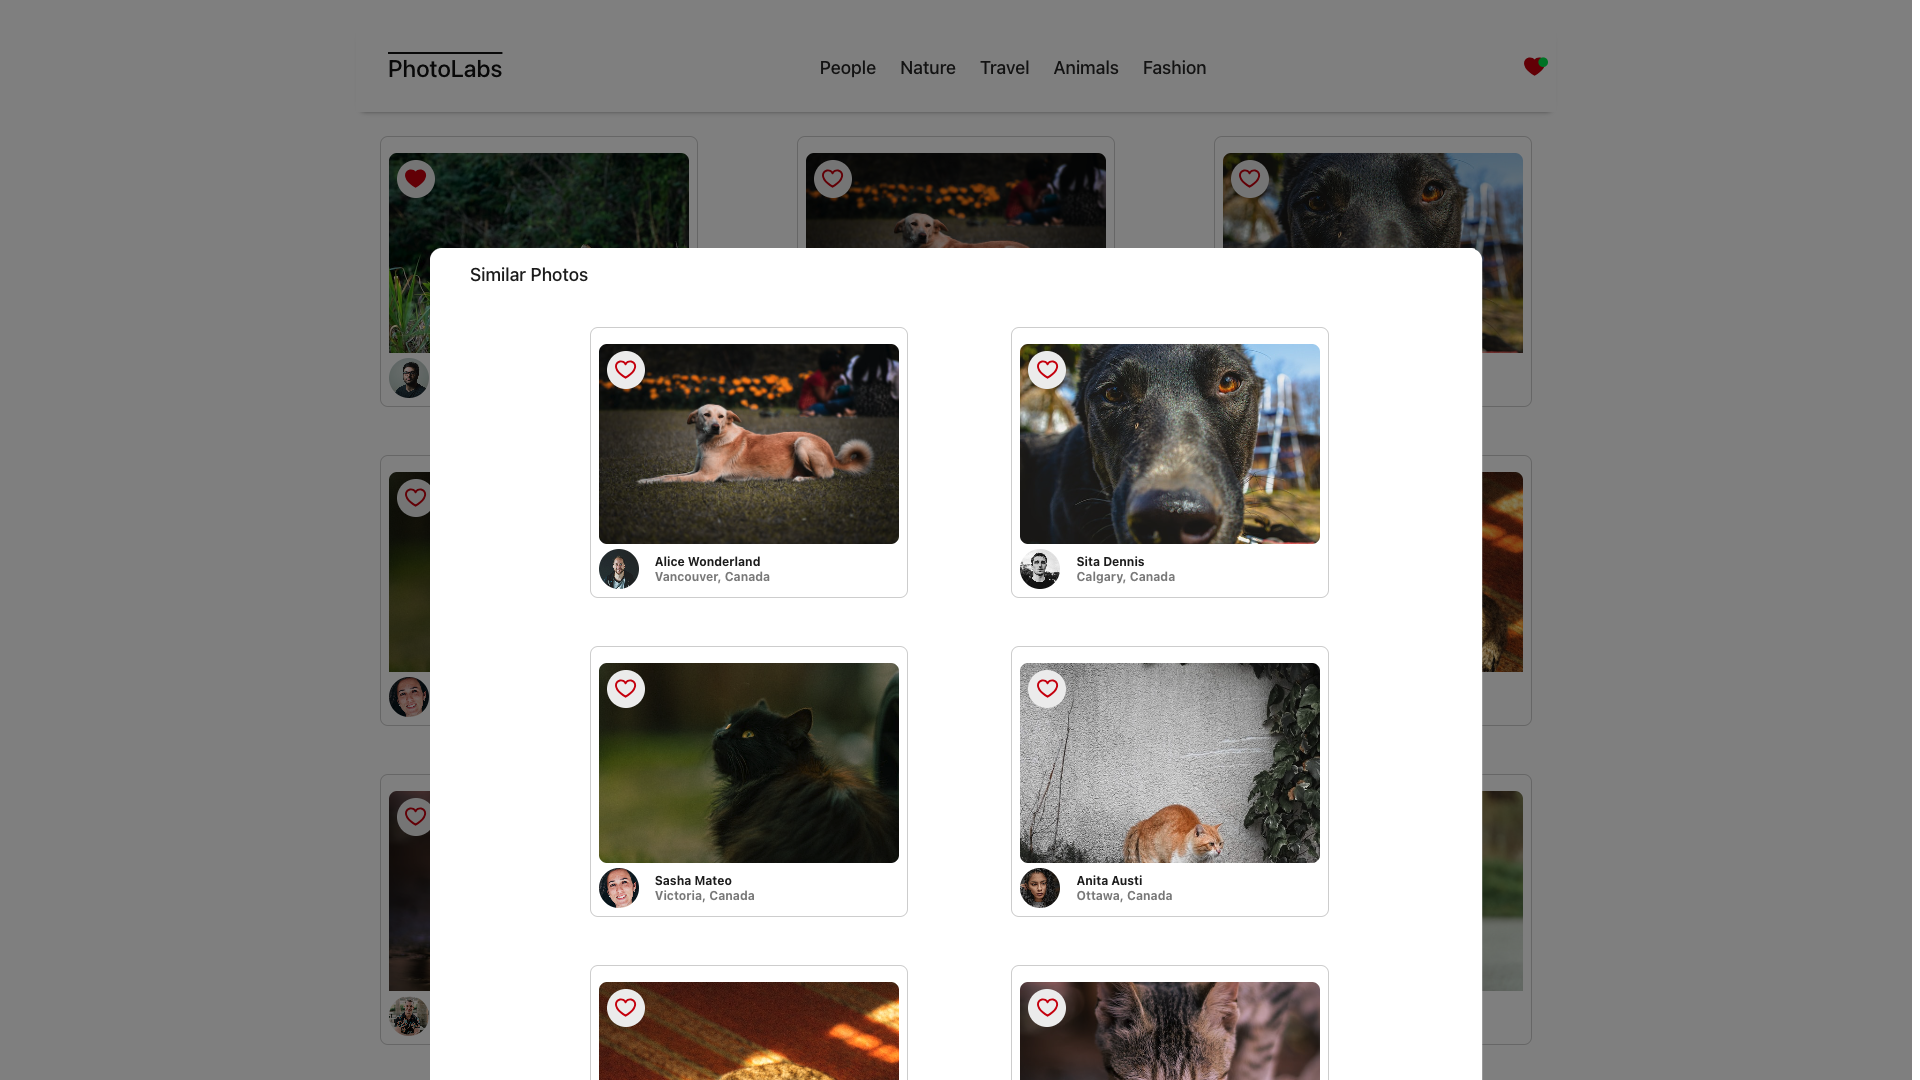 PhotoLabs
People Nature Travel Animals Fashion
Similar Photos
Alice Wonderland
Vancouver, Canada
Sita Dennis
Calgary, Canada
Sasha Mateo
Victoria, Canada
Anita Austi
Ottawa, Canada